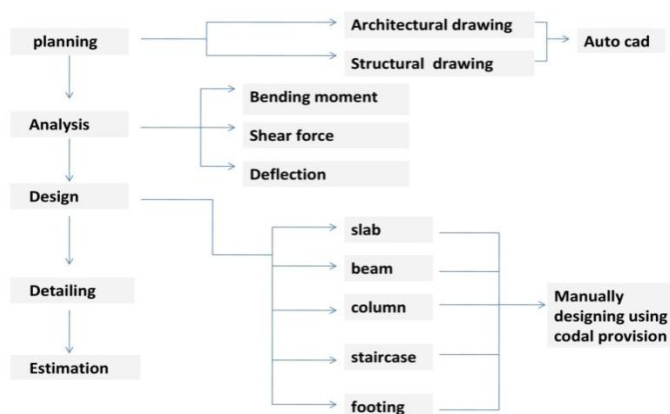 planning
Architectural drawing
Structural  drawing
Auto cad
Analysis
Bending moment
Shear force
Deflection
Design
slab
beam
column
staircase
footing
Manually
designing using
codal provision
Detailing
Estimation